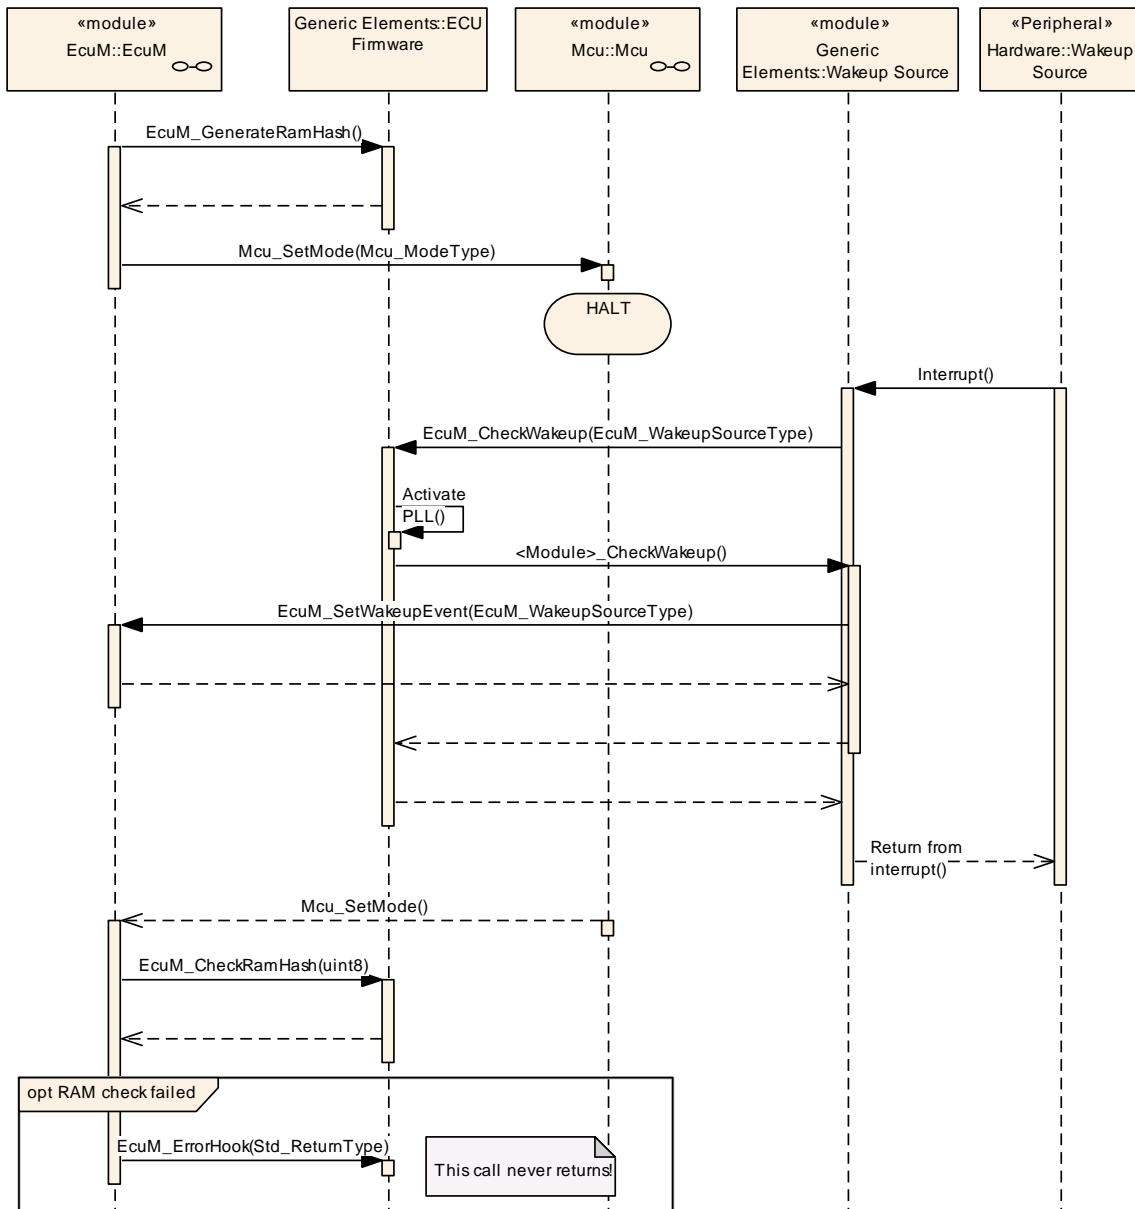 «module»
EcuM::EcuM
Generic Elements::ECU
Firmware
«module»
Mcu::Mcu
«module»
Generic
Elements::Wakeup Source
«Peripheral»
Hardware::Wakeup
Source
EcuM_GenerateRamHash()
Mcu_SetMode(Mcu_ModeType)
HALT
Interrupt()
EcuM_CheckWakeup(EcuM_WakeupSourceType)
Activate
PLL()
<Module>_CheckWakeup()
EcuM_SetWakeupEvent(EcuM_WakeupSourceType)
Return from
interrupt()
Mcu_SetMode()
EcuM_CheckRamHash(uint8)
opt RAM check failed
EcuM_ErrorHook(Std_ReturnType)
This call never returns!